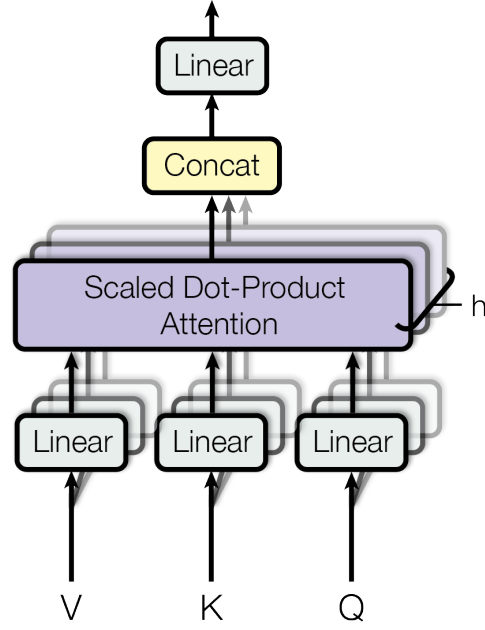 Linear
Concat
Scaled Dot-Product
Attention
h
Linear
Linear
Linear
V
K
Q